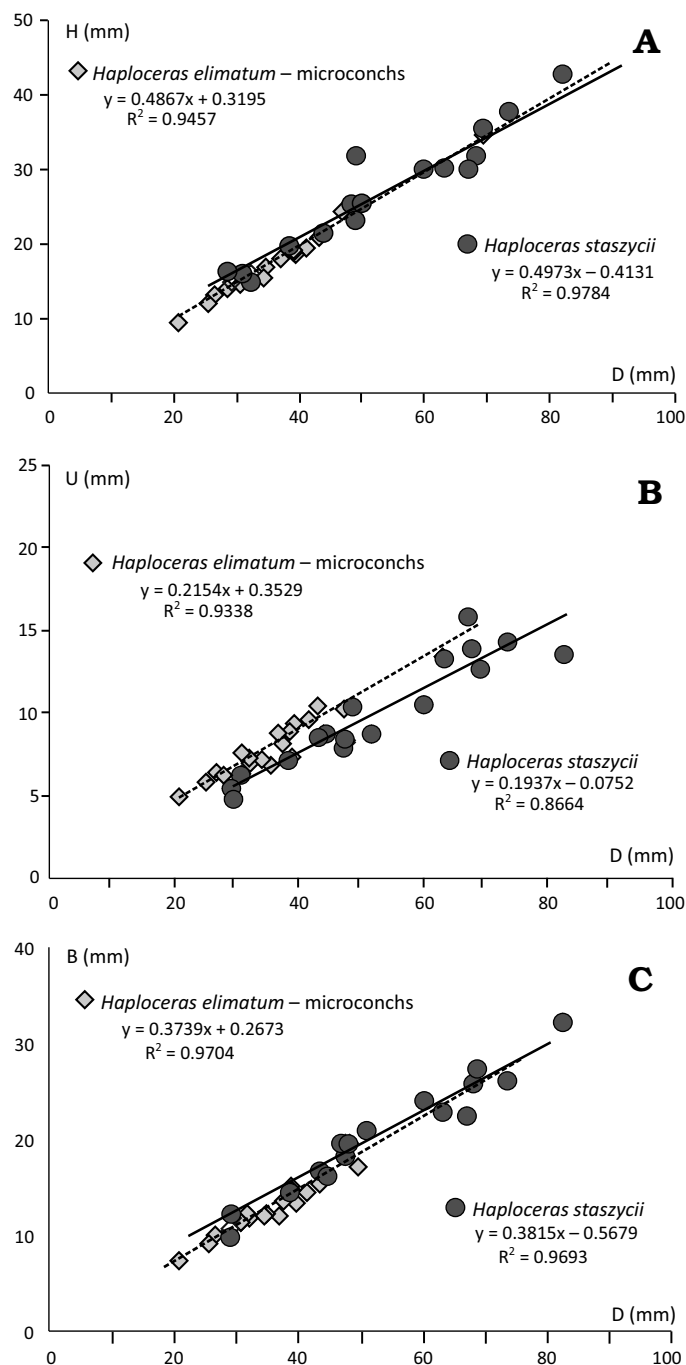 50
H (mm)
A
Haploceras elimatum – microconchs
y = 0.4867x + 0.3195
R² = 0.9457
40
30
20
Haploceras staszycii
y = 0.4973x – 0.4131
R² = 0.9784
10
D (mm)
0
0 20 40 60 80 100
25
U (mm)
B
20
Haploceras elimatum – microconchs
y = 0.2154x + 0.3529
R² = 0.9338
15
10
Haploceras staszycii
y = 0.1937x – 0.0752
R² = 0.8664
5
D (mm)
0
0 20 40 60 80 100
40
B (mm)
C
Haploceras elimatum – microconchs
y = 0.3739x + 0.2673
R² = 0.9704
30
20
Haploceras staszycii
y = 0.3815x – 0.5679
R² = 0.9693
10
D (mm)
0
0 20 40 60 80 100